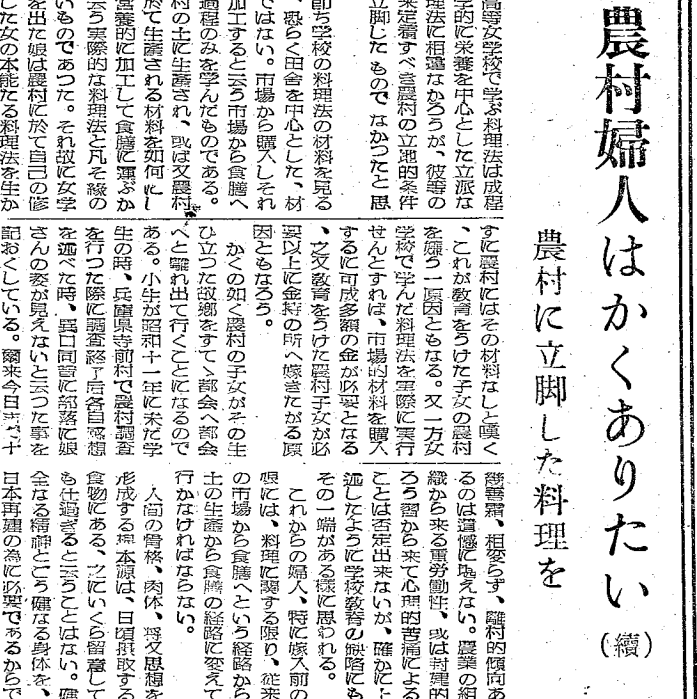 農村婦人はかくありたい(續)
農村に立脚した料理を
高等女学校で学ぶ料理法は成程
学的に栄養を中心とした立派な
理法に相違なかろうが、彼等の
来定着すべき農村の立地的条件
立脚したものでなかつたと思
即ち学校の料理法の材料を見る
、恐らく田舎を中心とした、材
ではない。市場から購入しそれ
加工すると云う市場から食膳へ
過程のみを学んだものである。
村の土に生産され、或は又農村
於て生産される材料を如何にし
営養的に加工して食膳に運ぶか
云う実際的な料理法と凡そ縁の
いものであつた。それ故に女学
を出た娘は農村に於て自己の修
した女の本能たる料理法を生か
すに農村にはその材料なしと嘆く
、これが教育をうけた子女の農村
を嫌う一原因ともなる。又一方女
学校で学んだ料理法を実際に実行
せんとすれば、市場的材料を購入
するに可成多額の金が必要となる
、之又教育をうけた農村子女が必
要以上に金持の所へ嫁きたがる原
因ともなろう。
かくの如く農村の子女がその生
ひ立つた故郷をすてゝ都会へ都会
へと離れ出て行くことになるので
ある。小生が昭和十一年に未だ学
生の時、兵庫県寺前村で農村調査
を行つた際に調査終了后各自感想
を述べた時、異口同音に部落に娘
さんの姿が見えないと云つた事を
記おくしている。爾来今日まで十
幾善霜、相変らず、離村的傾向あ
るのは遺憾に堪えない。農業の組
織から来る重労働性、或は封建的
ろう習から来て心理的苦痛による
ことは否定出来ないが、確かに上
述したように学校教育の缺陥にも
その一端がある様に思われる。
これからの婦人、特に嫁入前の
娘には、料理に関する限り、従来
の市場から食膳へという経路から
土の生産から食膳の経路に変えて
行かなければならない。
人間の骨格、肉体、將又思想を
形成する根本源は、日頃摂取する
食物にある、之にいくら留意して
も仕過ぎると云うことはない。健
全なる精神とごう健なる身体を、
日本再建の為に必要であるからで